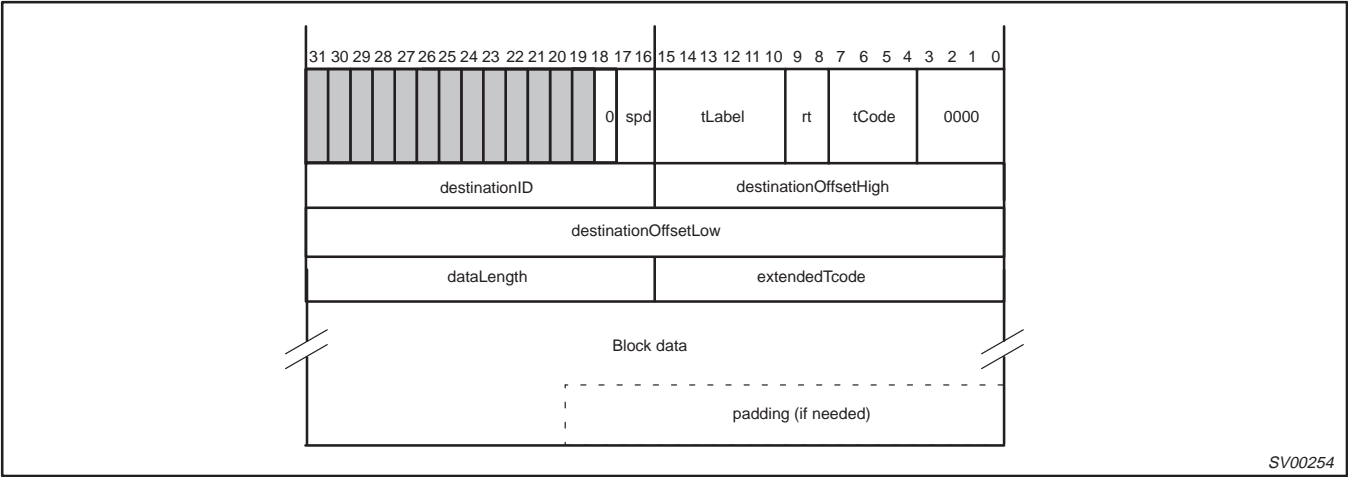 31 30 29 28 27 26 25 24 23 22 21 20 19 18 17 16 15 14 13 12 11 10 9 8 7 6 5 4 3 2 1 0
0 spd tLabel rt tCode 0000
destinationID destinationOffsetHigh
destinationOffsetLow
dataLength extendedTcode
Block data
padding (if needed)
SV00254